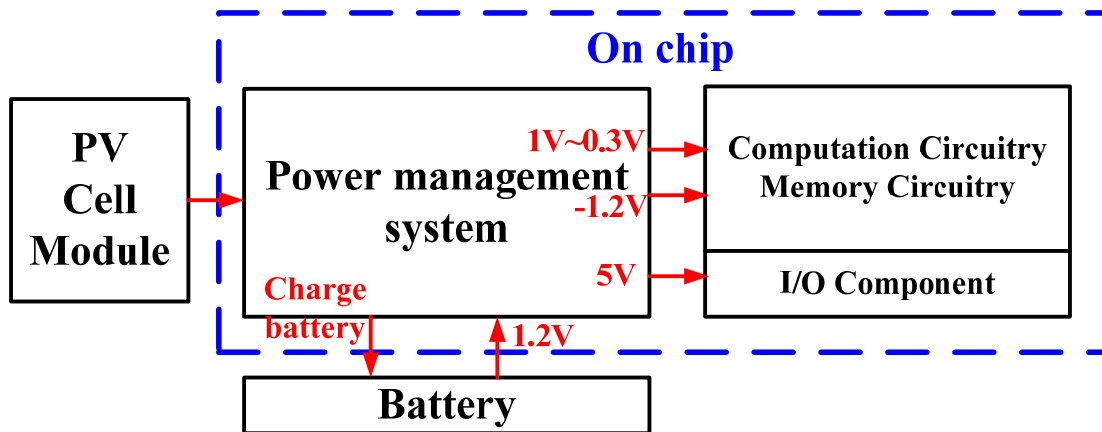 On chip
PV
Cell
Module
Power management
system
1V~0.3V
-1.2V
5V
Charge
battery
1.2V
Computation Circuitry
Memory Circuitry
I/O Component
Battery